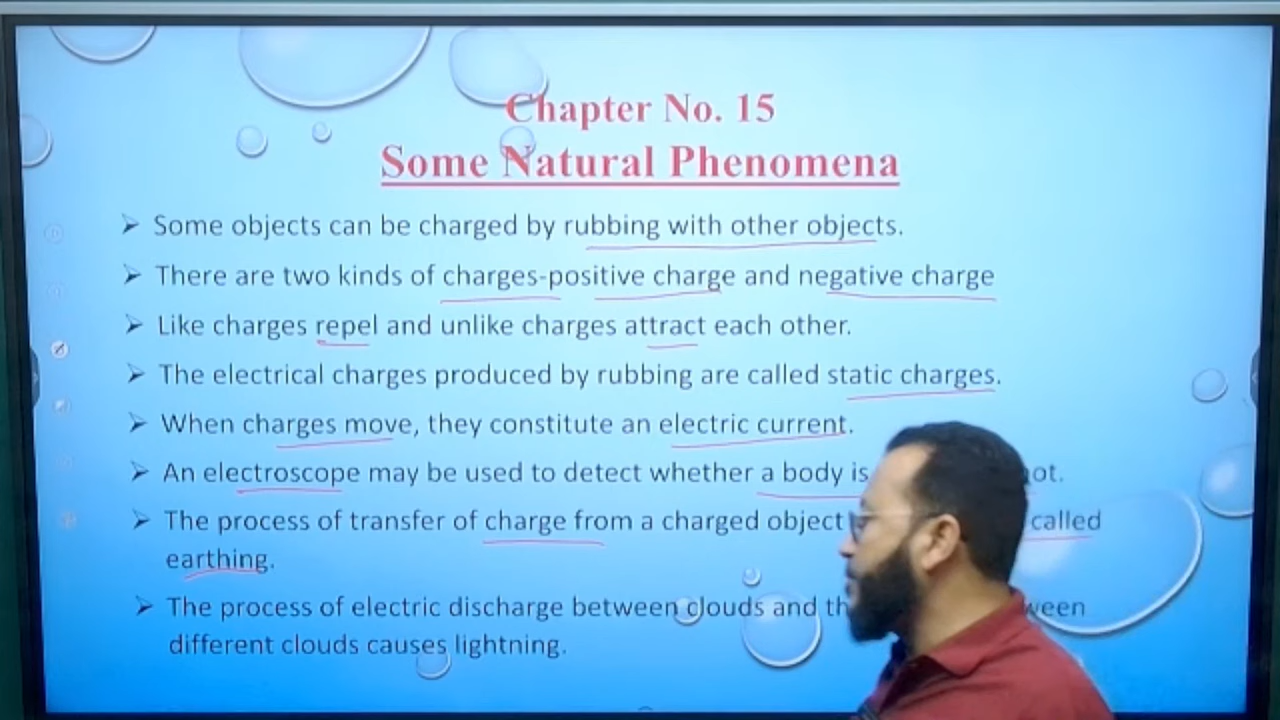 Chapter No. 15
Some Natural Phenomena
➤ Some objects can be charged by rubbing with other objects.
➤ There are two kinds of charges-positive charge and negative charge
➤ Like charges repel and unlike charges attract each other.
➤ The electrical charges produced by rubbing are called static charges.
➤ When charges move, they constitute an electric current.
➤ An electroscope may be used to detect whether a body is
➤ The process of transfer of charge from a charged object called
earthing.
➤ The process of electric discharge between clouds and
different clouds causes lightning.